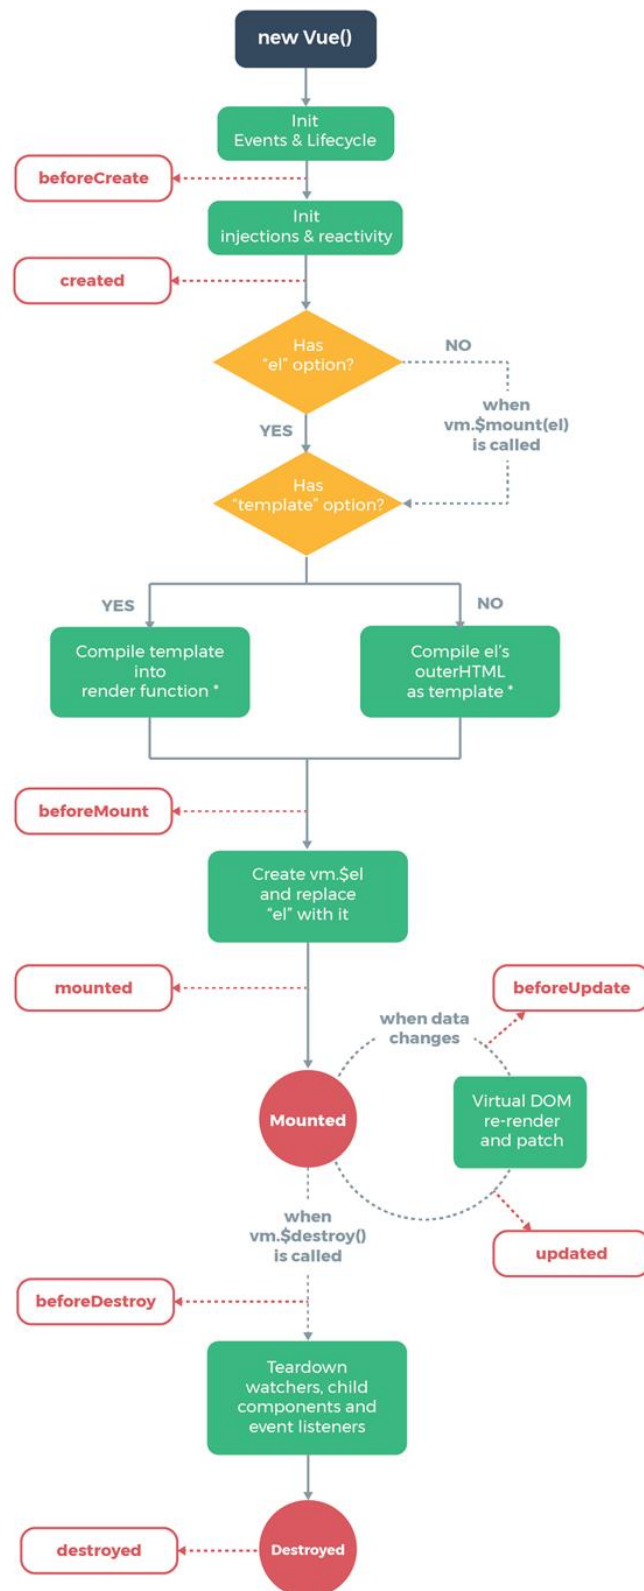 new Vue()
Init
Events & Lifecycle
beforeCreate
Init
injections & reactivity
created
Has
“el” option?
NO
when
vm.$mount(el)
is called
YES
Has
“template” option?
YES
NO
Compile template
into
render function *
Compile el’s
outerHTML
as template *
beforeMount
Create vm.$el
and replace
“el” with it
mounted
beforeUpdate
when data
changes
Mounted
Virtual DOM
re-render
and patch
when
vm.$destroy()
is called
updated
beforeDestroy
Teardown
watchers, child
components and
event listeners
destroyed
Destroyed